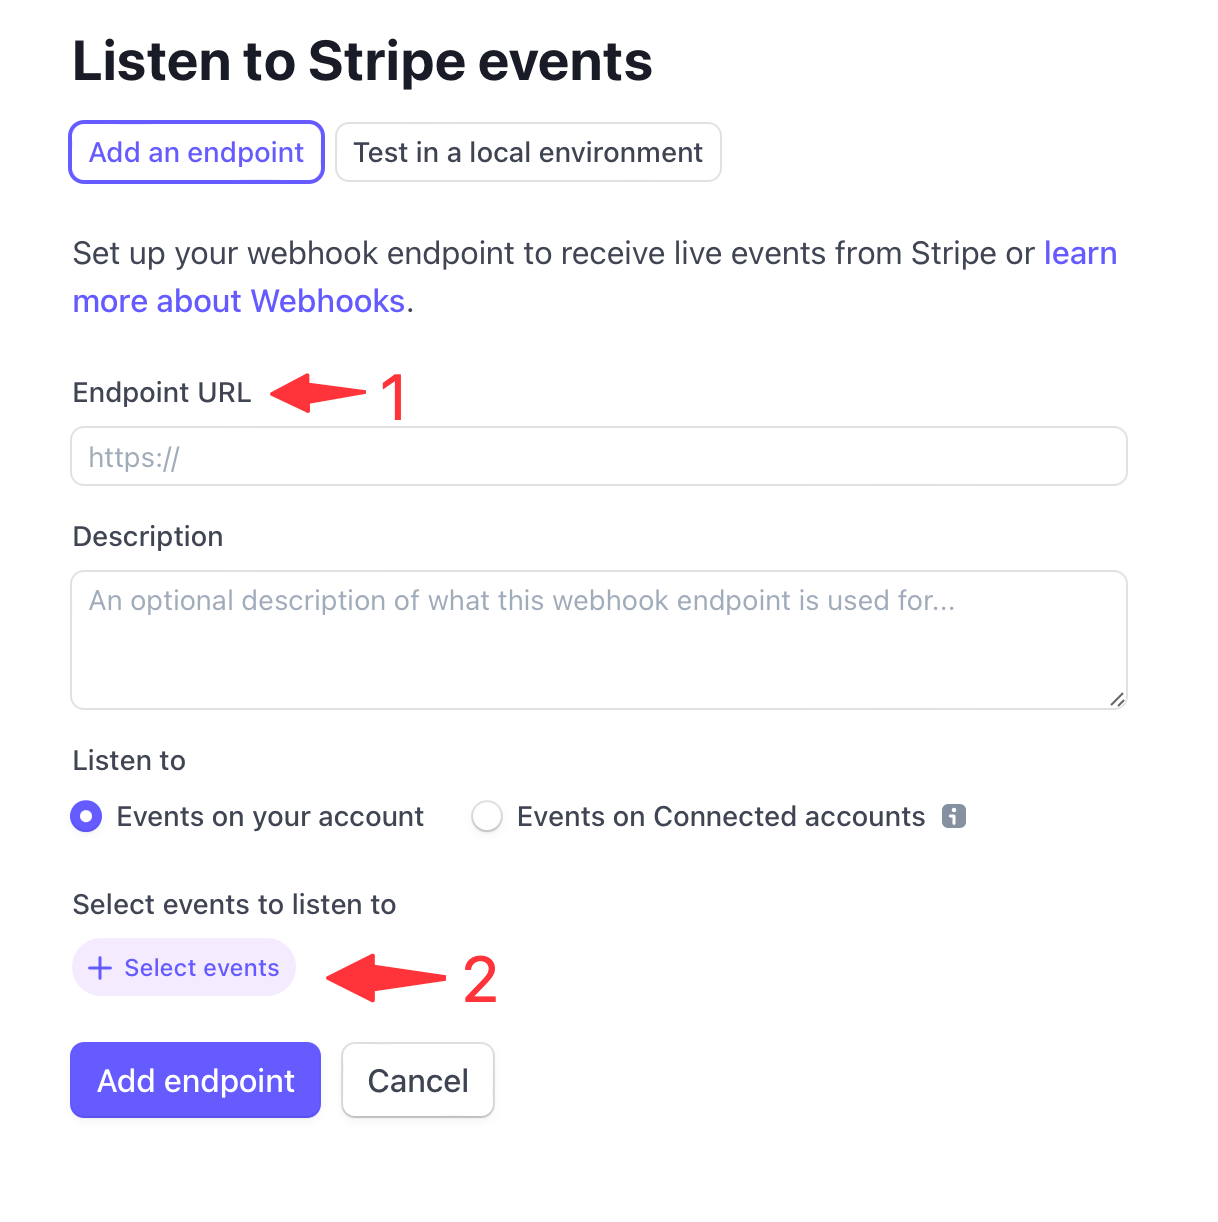 Listen to Stripe events
Add an endpoint
Test in a local environment
Set up your webhook endpoint to receive live events from Stripe or learn
more about Webhooks.
Endpoint URL
1
https://
Description
An optional description of what this webhook endpoint is used for...
Listen to
Events on your account
Events on Connected accounts
i
Select events to listen to
+ Select events
2
Add endpoint
Cancel